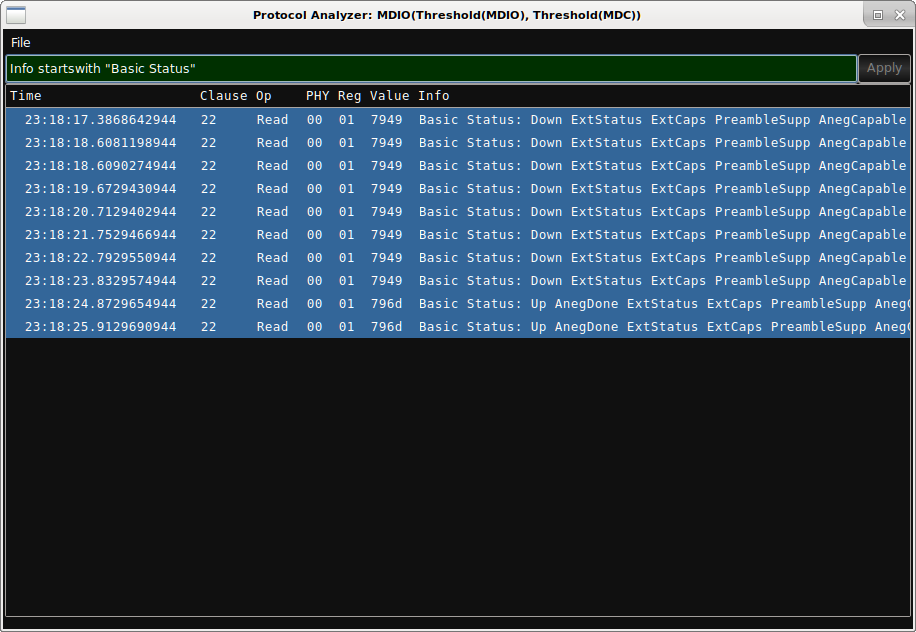 Protocol Analyzer: MDIO(Threshold(MDIO), Threshold(MDC))
File
Info startswith "Basic Status" Apply
Time Clause Op PHY Reg Value Info
23:18:17.3868642944 22 Read 00 01 7949 Basic Status: Down ExtStatus ExtCaps PreambleSupp AnegCapable
23:18:18.6081198944 22 Read 00 01 7949 Basic Status: Down ExtStatus ExtCaps PreambleSupp AnegCapable
23:18:18.6090274944 22 Read 00 01 7949 Basic Status: Down ExtStatus ExtCaps PreambleSupp AnegCapable
23:18:19.6729430944 22 Read 00 01 7949 Basic Status: Down ExtStatus ExtCaps PreambleSupp AnegCapable
23:18:20.7129402944 22 Read 00 01 7949 Basic Status: Down ExtStatus ExtCaps PreambleSupp AnegCapable
23:18:21.7529466944 22 Read 00 01 7949 Basic Status: Down ExtStatus ExtCaps PreambleSupp AnegCapable
23:18:22.7929550944 22 Read 00 01 7949 Basic Status: Down ExtStatus ExtCaps PreambleSupp AnegCapable
23:18:23.8329574944 22 Read 00 01 7949 Basic Status: Down ExtStatus ExtCaps PreambleSupp AnegCapable
23:18:24.8729654944 22 Read 00 01 796d Basic Status: Up AnegDone ExtStatus ExtCaps PreambleSupp Aneg
23:18:25.9129690944 22 Read 00 01 796d Basic Status: Up AnegDone ExtStatus ExtCaps PreambleSupp Aneg